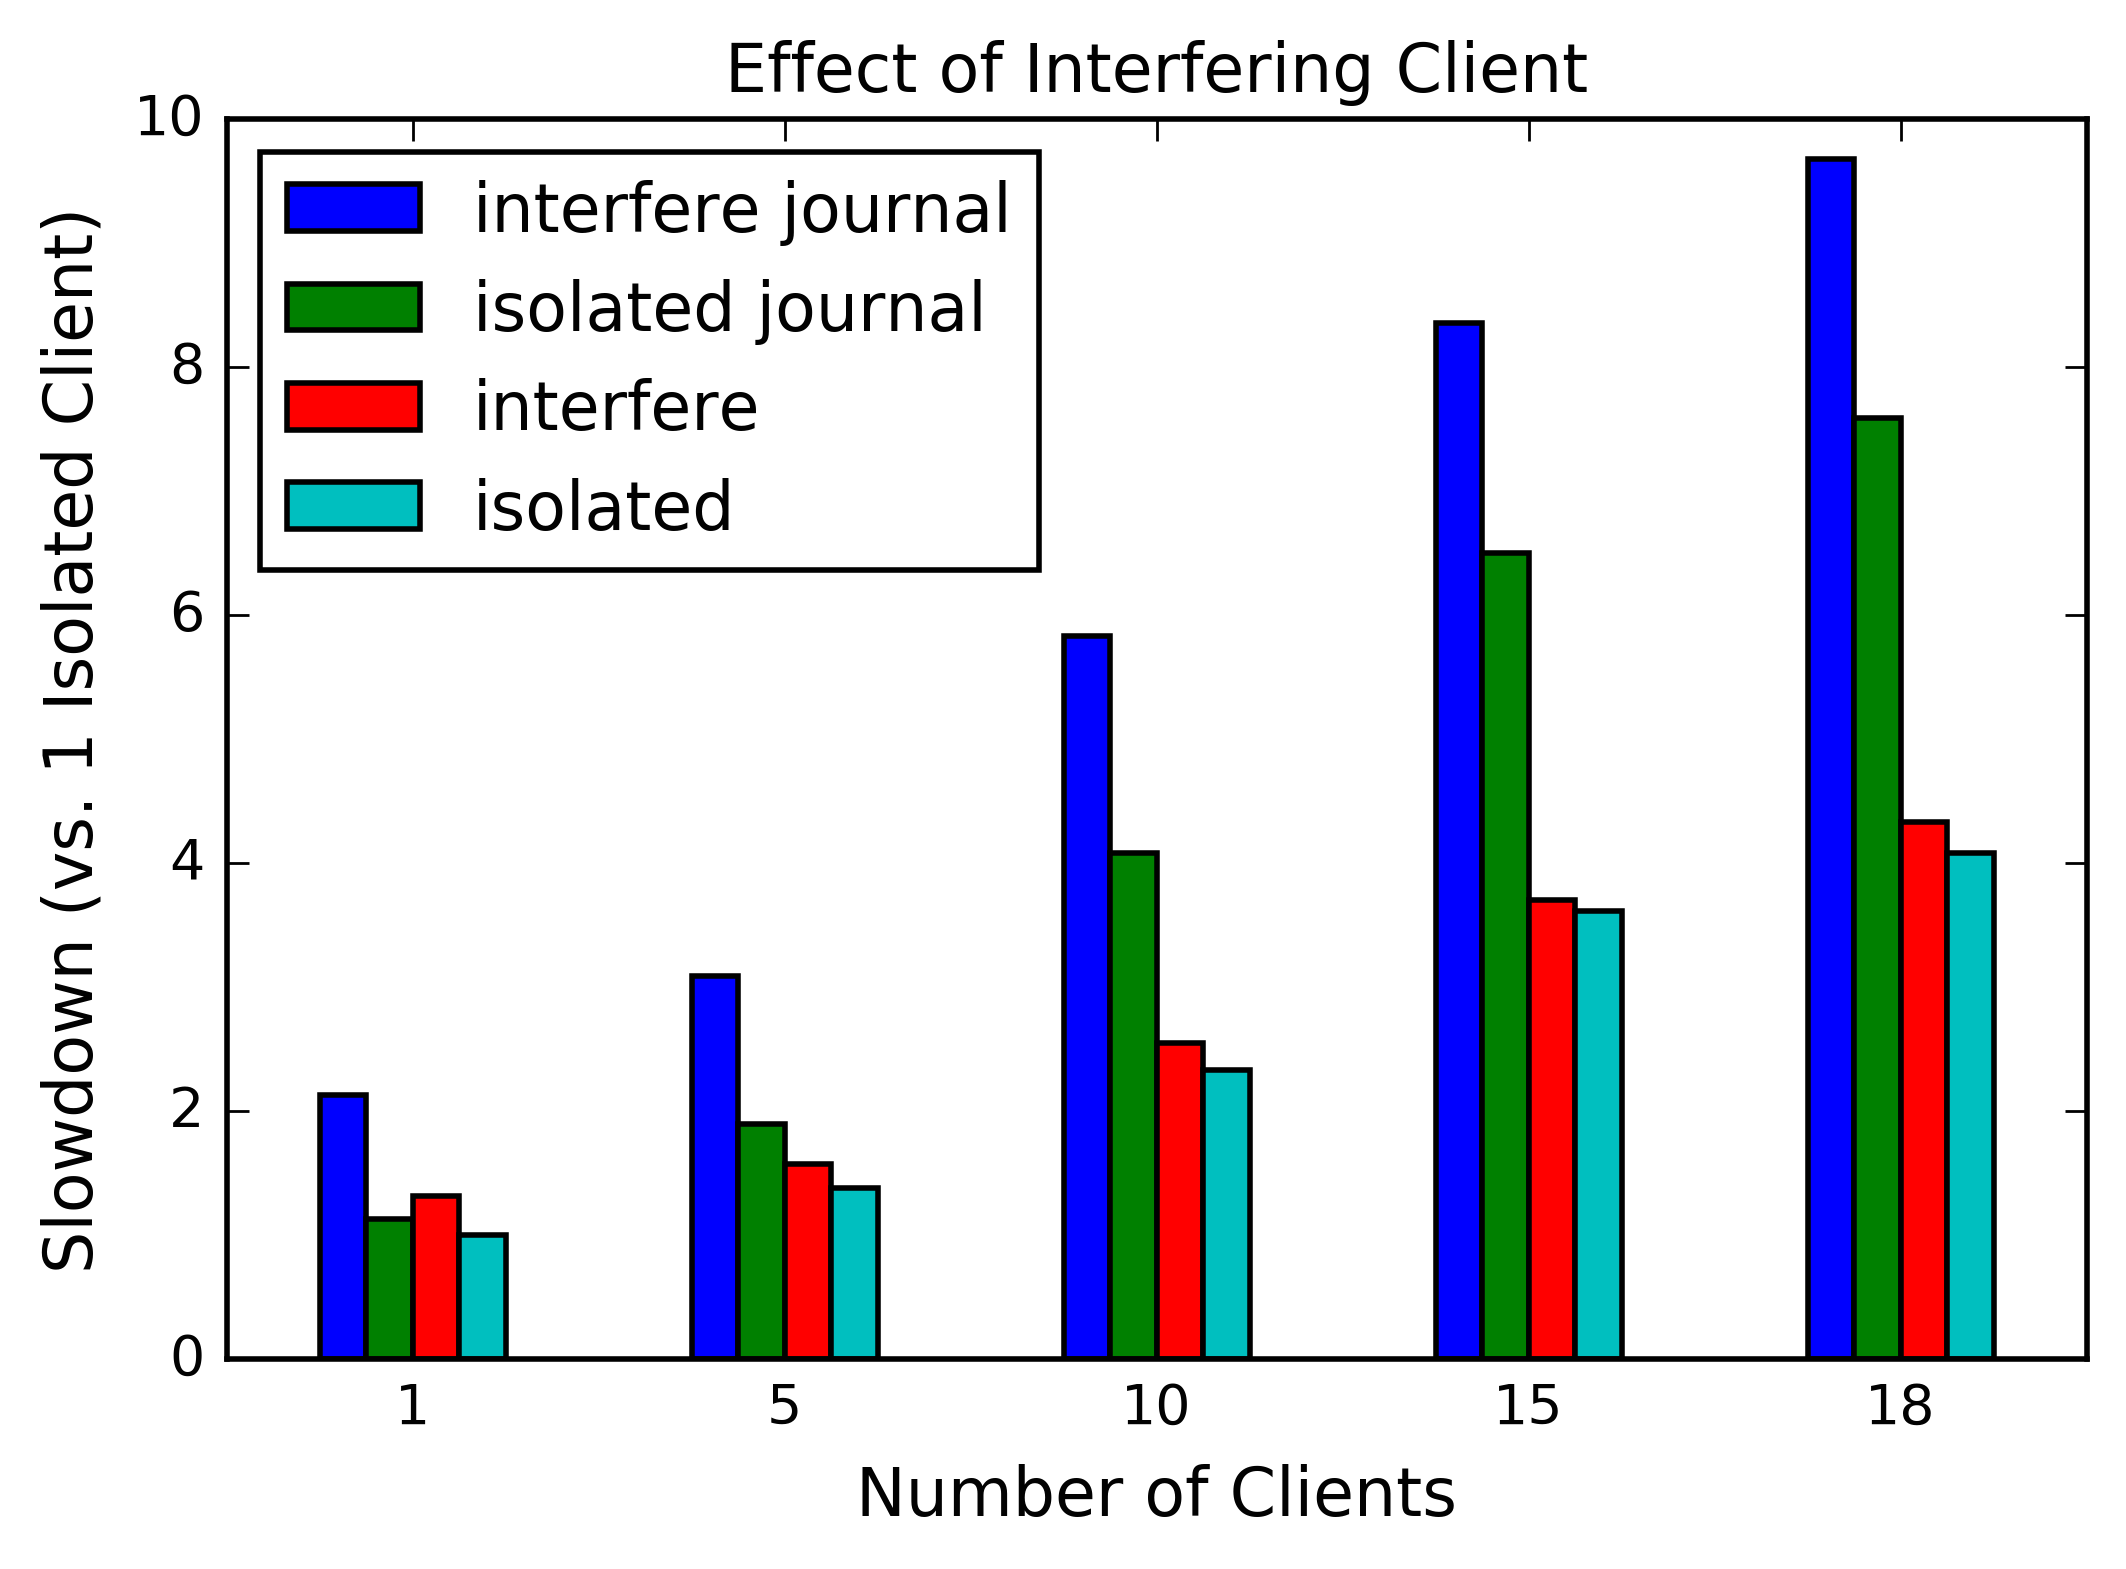 Effect of Interfering Client
10
8
6
4
2
0
Slowdown (vs. 1 Isolated Client)
interfere journal
isolated journal
interfere
isolated
1 5 10 15 18
Number of Clients